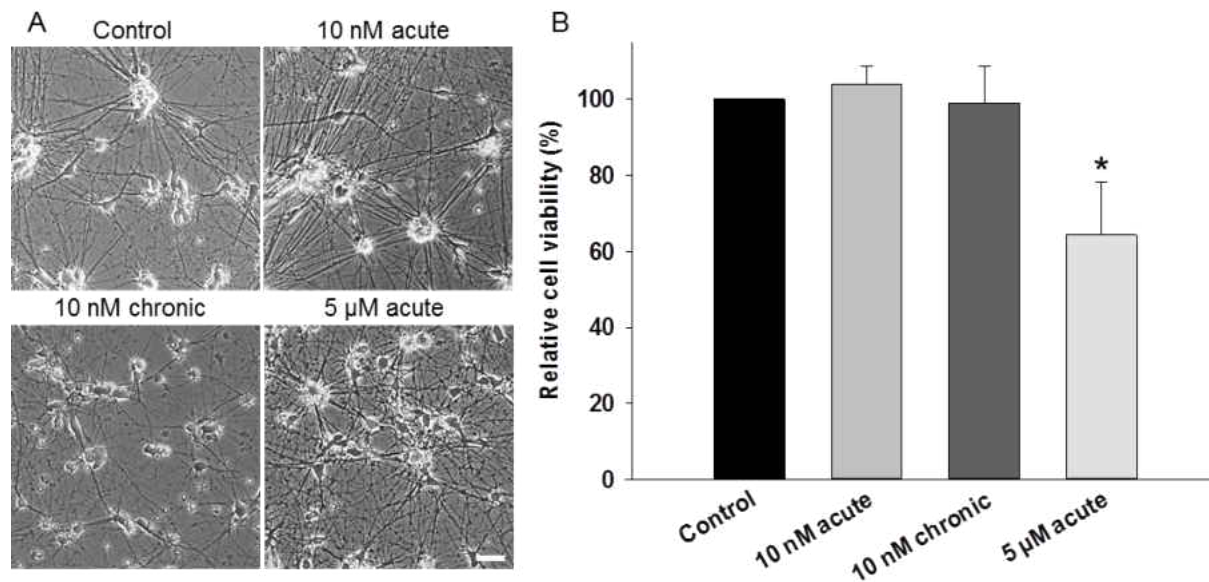 A
Control
10 nM acute
10 nM chronic
5 µM acute
B
Relative cell viability (%)
100
80
60
40
20
0
*
Control
10 nM acute
10 nM chronic
5 µM acute